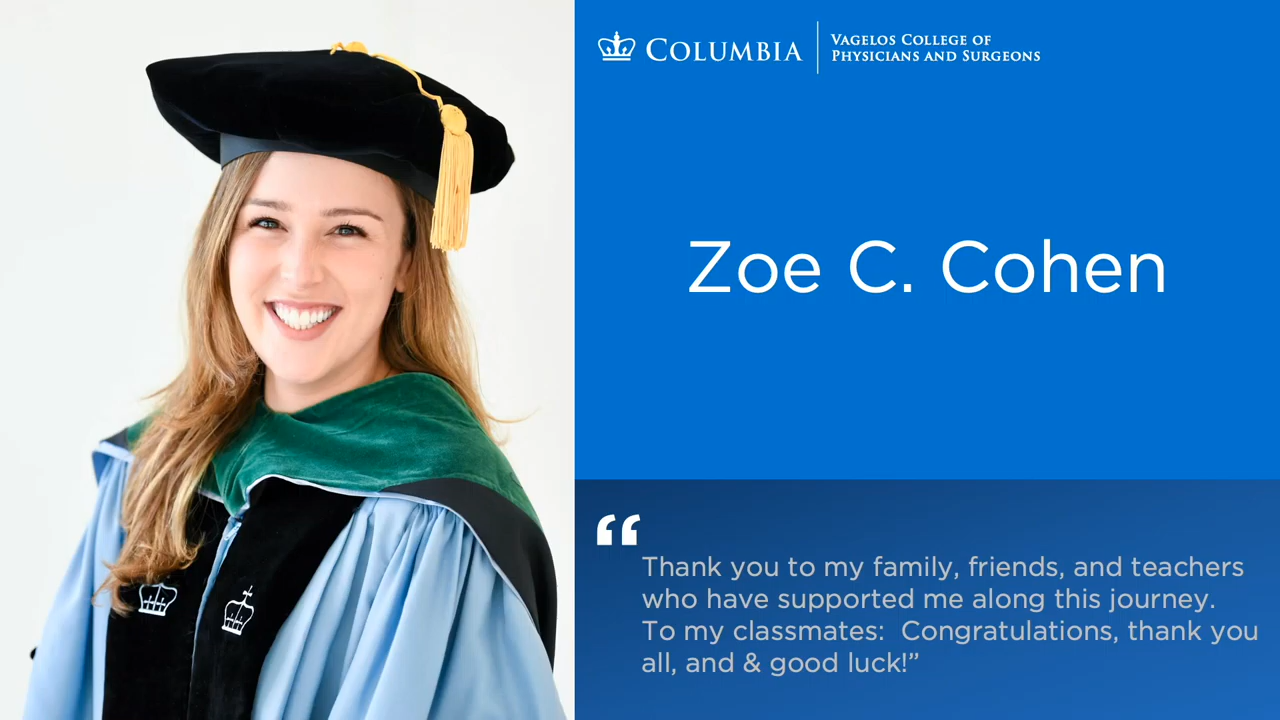 COLUMBIA
VAGELOS COLLEGE OF
PHYSICIANS AND SURGEONS
Zoe C. Cohen
“
Thank you to my family, friends, and teachers
who have supported me along this journey.
To my classmates:  Congratulations, thank you
all, and & good luck!”